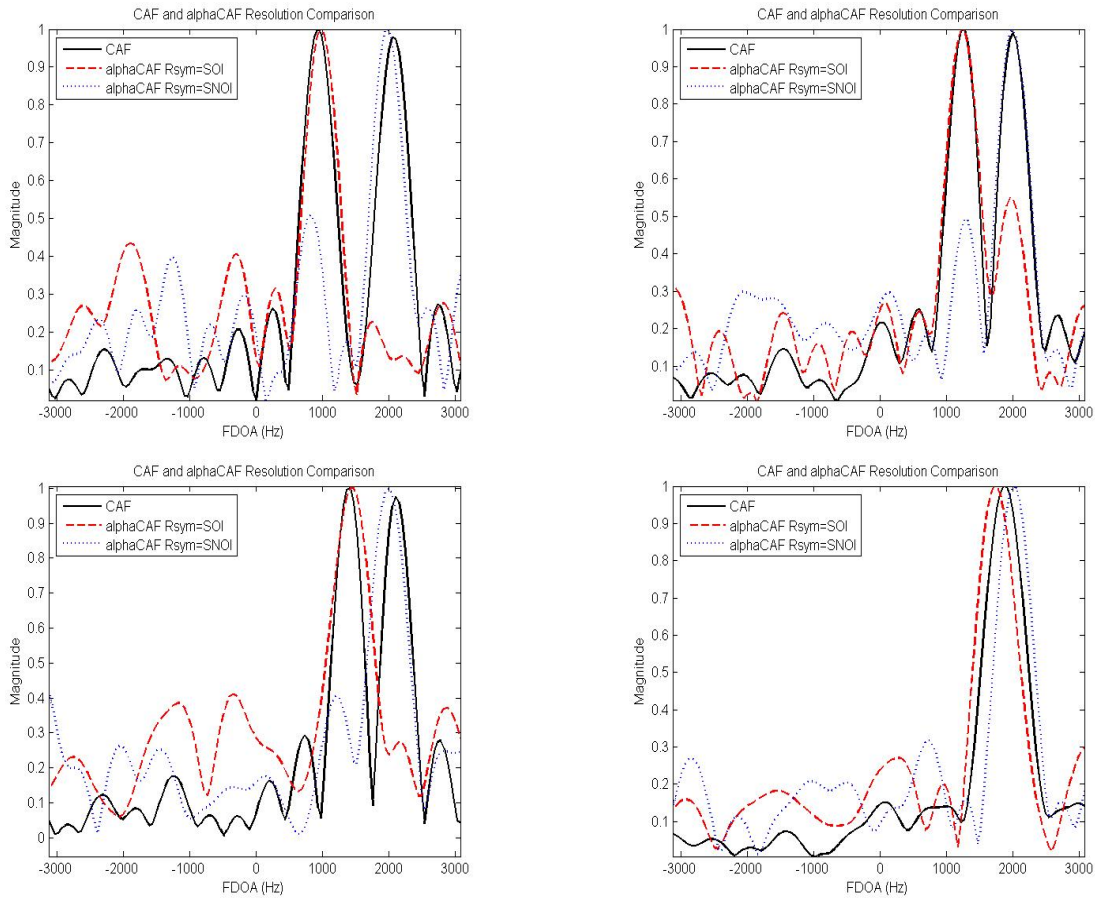 CAF and alphaCAF Resolution Comparison
CAF
alphaCAF Rsym=SOI
alphaCAF Rsym=SNOI
Magnitude
1
0.9
0.8
0.7
0.6
0.5
0.4
0.3
0.2
0.1
-3000 -2000 -1000 0 1000 2000 3000
FDOA (Hz)
CAF and alphaCAF Resolution Comparison
CAF
alphaCAF Rsym=SOI
alphaCAF Rsym=SNOI
Magnitude
1
0.9
0.8
0.7
0.6
0.5
0.4
0.3
0.2
0.1
-3000 -2000 -1000 0 1000 2000 3000
FDOA (Hz)
CAF and alphaCAF Resolution Comparison
CAF
alphaCAF Rsym=SOI
alphaCAF Rsym=SNOI
Magnitude
1
0.9
0.8
0.7
0.6
0.5
0.4
0.3
0.2
0.1
0
-3000 -2000 -1000 0 1000 2000 3000
FDOA (Hz)
CAF and alphaCAF Resolution Comparison
CAF
alphaCAF Rsym=SOI
alphaCAF Rsym=SNOI
Magnitude
1
0.9
0.8
0.7
0.6
0.5
0.4
0.3
0.2
0.1
-3000 -2000 -1000 0 1000 2000 3000
FDOA (Hz)